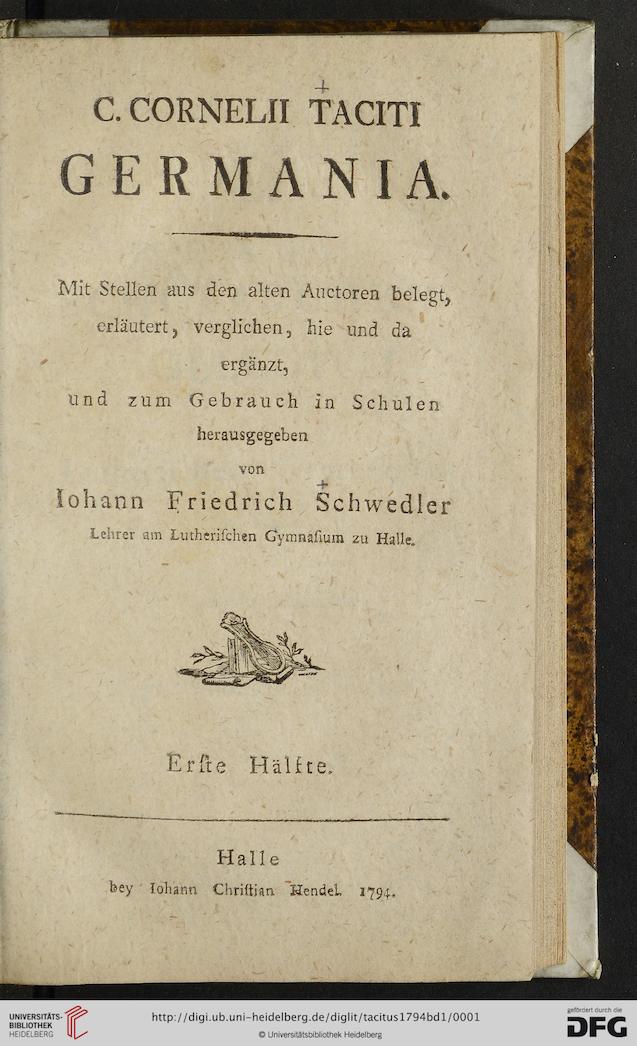 C. CORNELII TACITI
GERMANIA.
Mit Stellen aus den alten Auctoren belegt,
erläutert, verglichen, hie und da
ergänzt,
und zum Gebrauch in Schulen
herausgegeben
von
Iohann Friedrich Schwedler
Lehrer am Lutheriſchen Gymnaſium zu Halle.
Erſte Hälfte.
Halle
bey Iohann Chriſtian Hendel. 1794.
UNIVERSITÄTS-
BIBLIOTHEK
HEIDELBERG
http://digi.ub.uni-heidelberg.de/diglit/tacitus1794bd1/0001
© Universitätsbibliothek Heidelberg
gefördert durch die
DFG